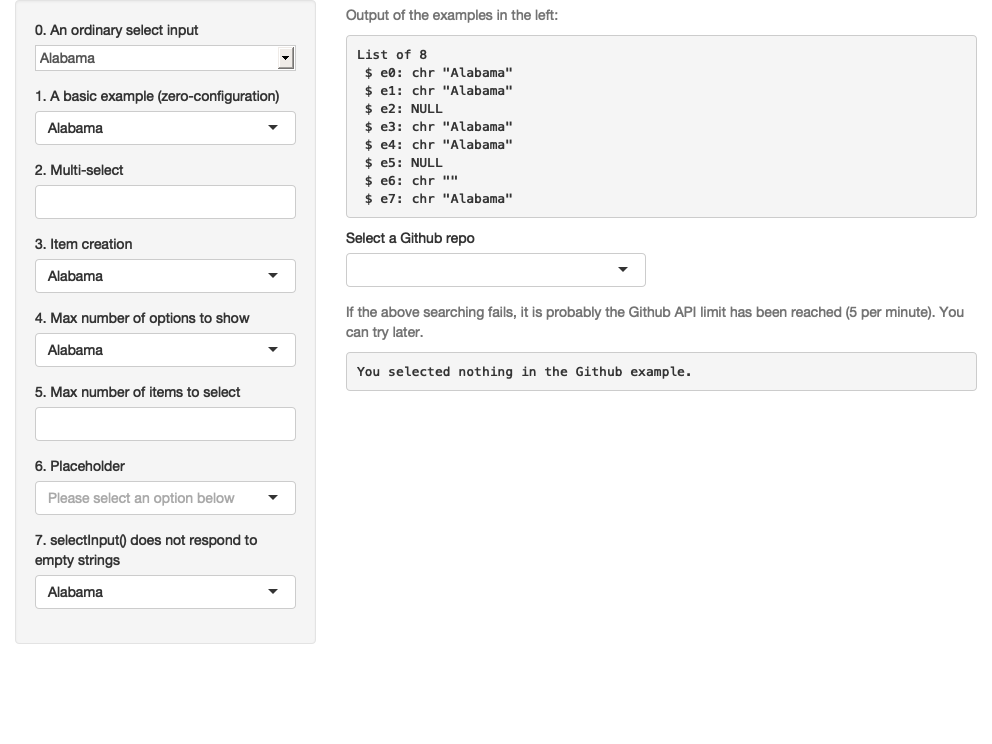 0. An ordinary select input
Alabama
1. A basic example (zero-configuration)
Alabama
2. Multi-select
3. Item creation
Alabama
4. Max number of options to show
Alabama
5. Max number of items to select
6. Placeholder
Please select an option below
7. selectInput() does not respond to
empty strings
Alabama
Output of the examples in the left:
List of 8
$ e0: chr "Alabama"
$ e1: chr "Alabama"
$ e2: NULL
$ e3: chr "Alabama"
$ e4: chr "Alabama"
$ e5: NULL
$ e6: chr ""
$ e7: chr "Alabama"
Select a Github repo
If the above searching fails, it is probably the Github API limit has been reached (5 per minute). You
can try later.
You selected nothing in the Github example.